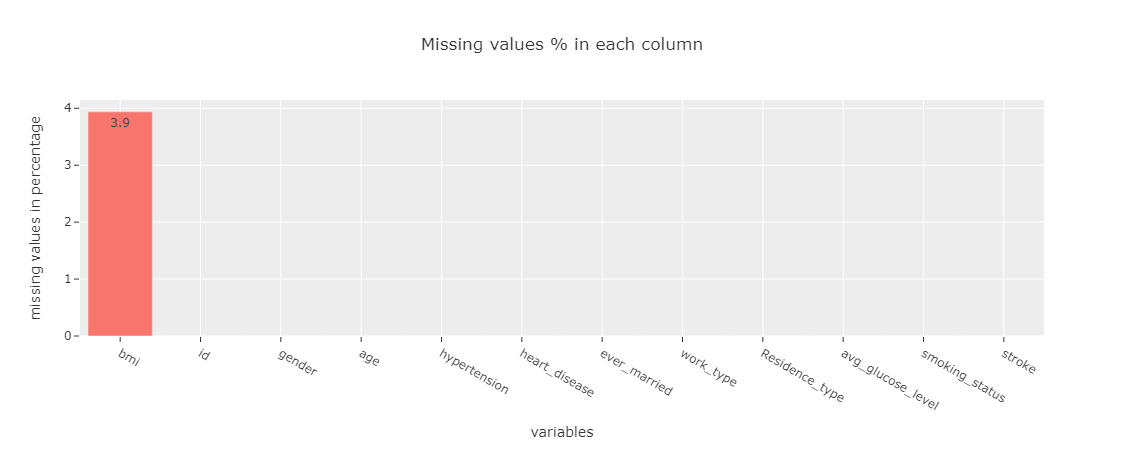 Missing values % in each column
missing values in percentage
4
3
2
1
0
3.9
bmi
id
gender
age
hypertension
heart_disease
ever_married
work_type
Residence_type
avg_glucose_level
smoking_status
stroke
variables